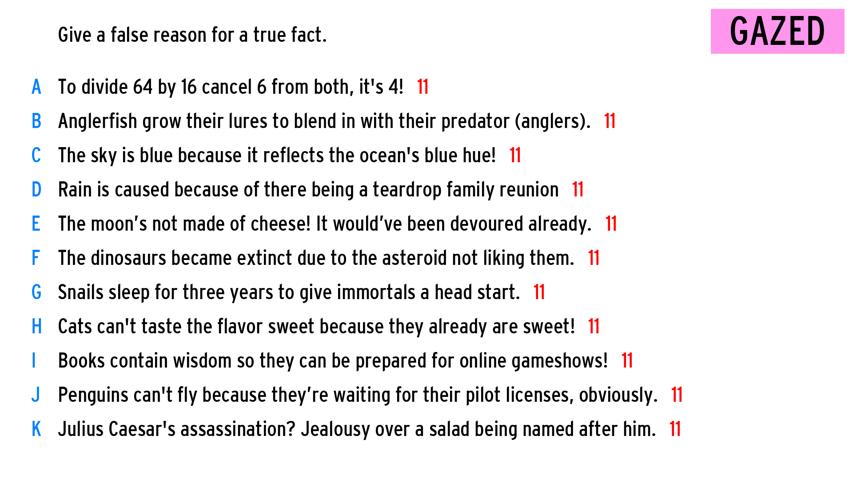 Give a false reason for a true fact.
GAZED
A To divide 64 by 16 cancel 6 from both, it's 4! 11
B Anglerfish grow their lures to blend in with their predator (anglers). 11
C The sky is blue because it reflects the ocean's blue hue! 11
D Rain is caused because of there being a teardrop family reunion 11
E The moon’s not made of cheese! It would’ve been devoured already. 11
F The dinosaurs became extinct due to the asteroid not liking them. 11
G Snails sleep for three years to give immortals a head start. 11
H Cats can't taste the flavor sweet because they already are sweet! 11
I Books contain wisdom so they can be prepared for online gameshows! 11
J Penguins can't fly because they’re waiting for their pilot licenses, obviously. 11
K Julius Caesar's assassination? Jealousy over a salad being named after him. 11